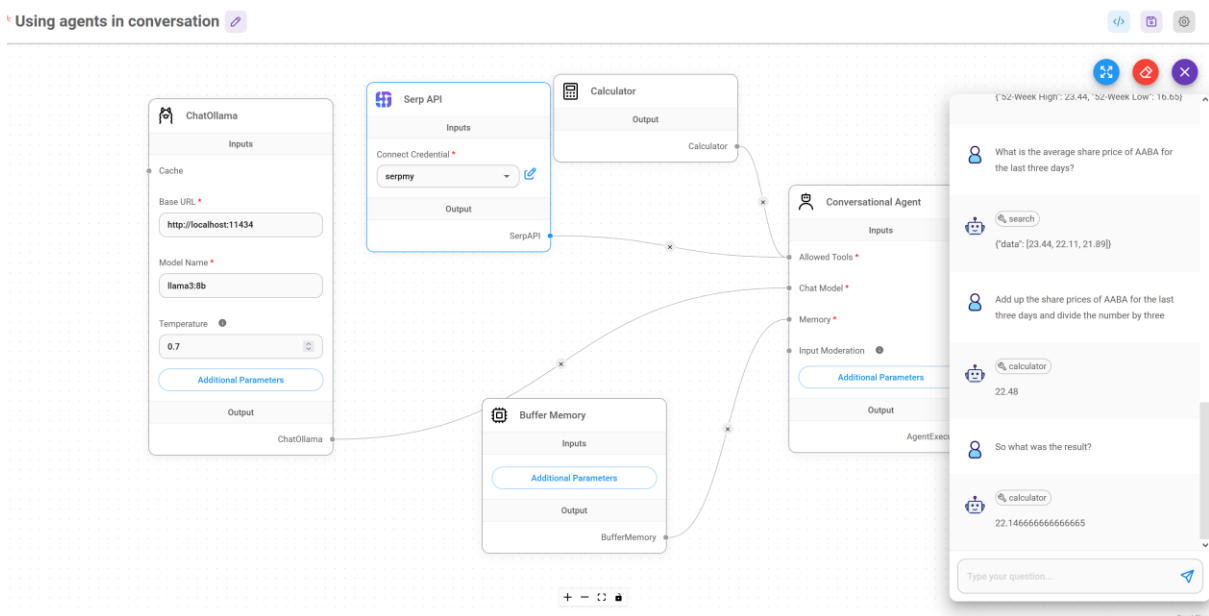 Using agents in conversation
ChatOllama
Inputs
Cache
Base URL *
http://localhost:11434
Model Name *
llama3:8b
Temperature
0.7
Additional Parameters
Output
ChatOllama
Serp API
Inputs
Connect Credential *
serpmy
Output
SerpAPI
Calculator
Output
Calculator
Buffer Memory
Inputs
Additional Parameters
Output
BufferMemory
Conversational Agent
Inputs
Allowed Tools *
Chat Model *
Memory *
Input Moderation
Additional Parameters
Output
AgentExecu
{"52-Week High": 23.44, "52-Week Low": 16.65}
What is the average share price of AABA for
the last three days?
search
{"data": [23.44, 22.11, 21.89]}
Add up the share prices of AABA for the last
three days and divide the number by three
calculator
22.48
So what was the result?
calculator
22.146666666666665
Type your question...